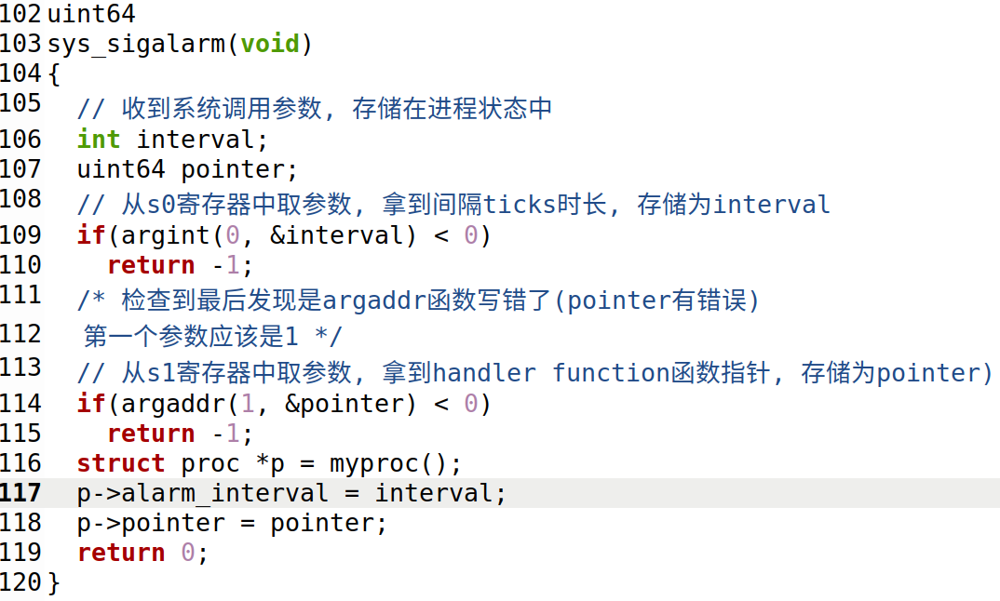 102 uint64
103 sys_sigalarm(void)
104 {
105   // 收到系统调用参数, 存储在进程状态中
106   int interval;
107   uint64 pointer;
108   // 从s0寄存器中取参数, 拿到间隔ticks时长, 存储为interval
109   if(argint(0, &interval) < 0)
110     return -1;
111   /* 检查到最后发现是argaddr函数写错了(pointer有错误)
112   第一个参数应该是1 */
113   // 从s1寄存器中取参数, 拿到handler function函数指针, 存储为pointer)
114   if(argaddr(1, &pointer) < 0)
115     return -1;
116   struct proc *p = myproc();
117   p->alarm_interval = interval;
118   p->pointer = pointer;
119   return 0;
120 }